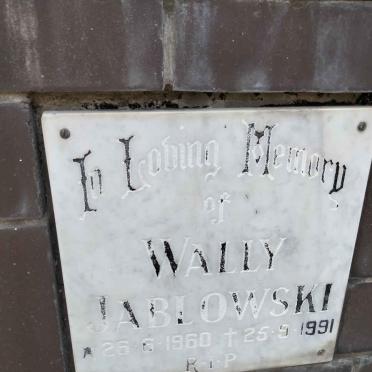 In Loving Memory
of
WALLY
JABLOWSKI
* 26·6·1960 † 25·9·1991
R·I·P